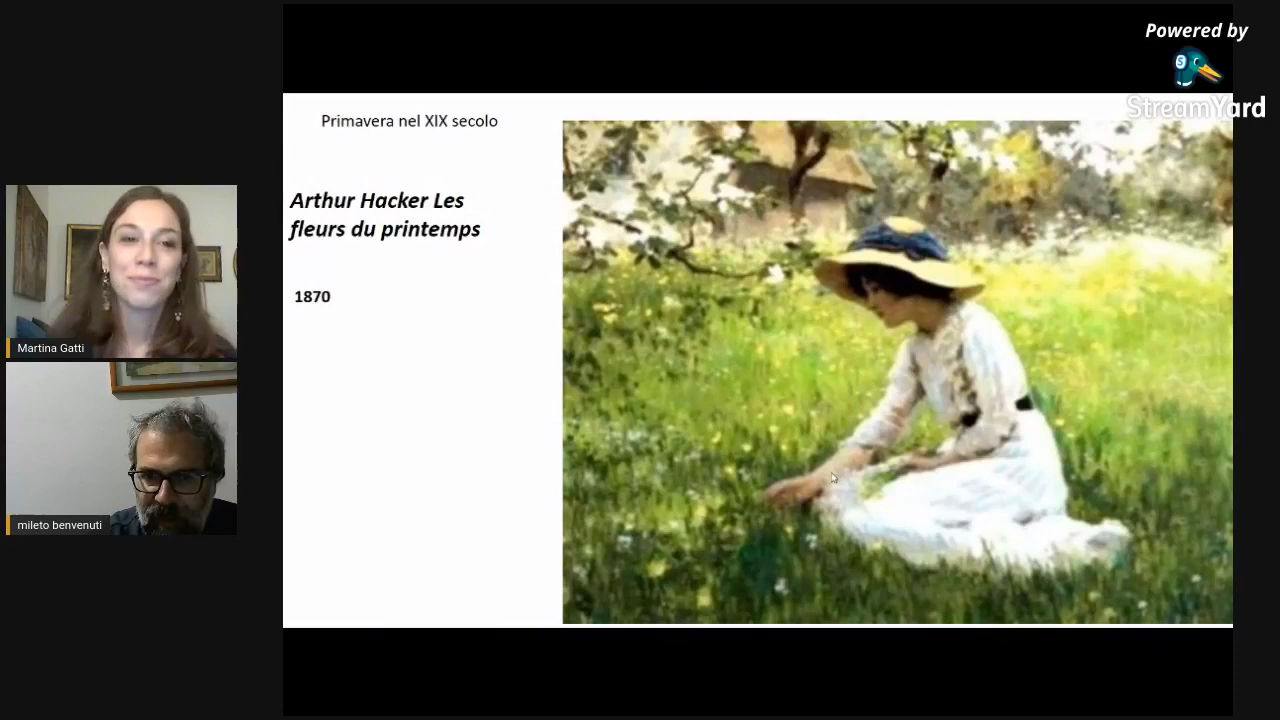 Powered by
StreamYard
Primavera nel XIX secolo
Arthur Hacker Les
fleurs du printemps
1870
Martina Gatti
mileto benvenuti